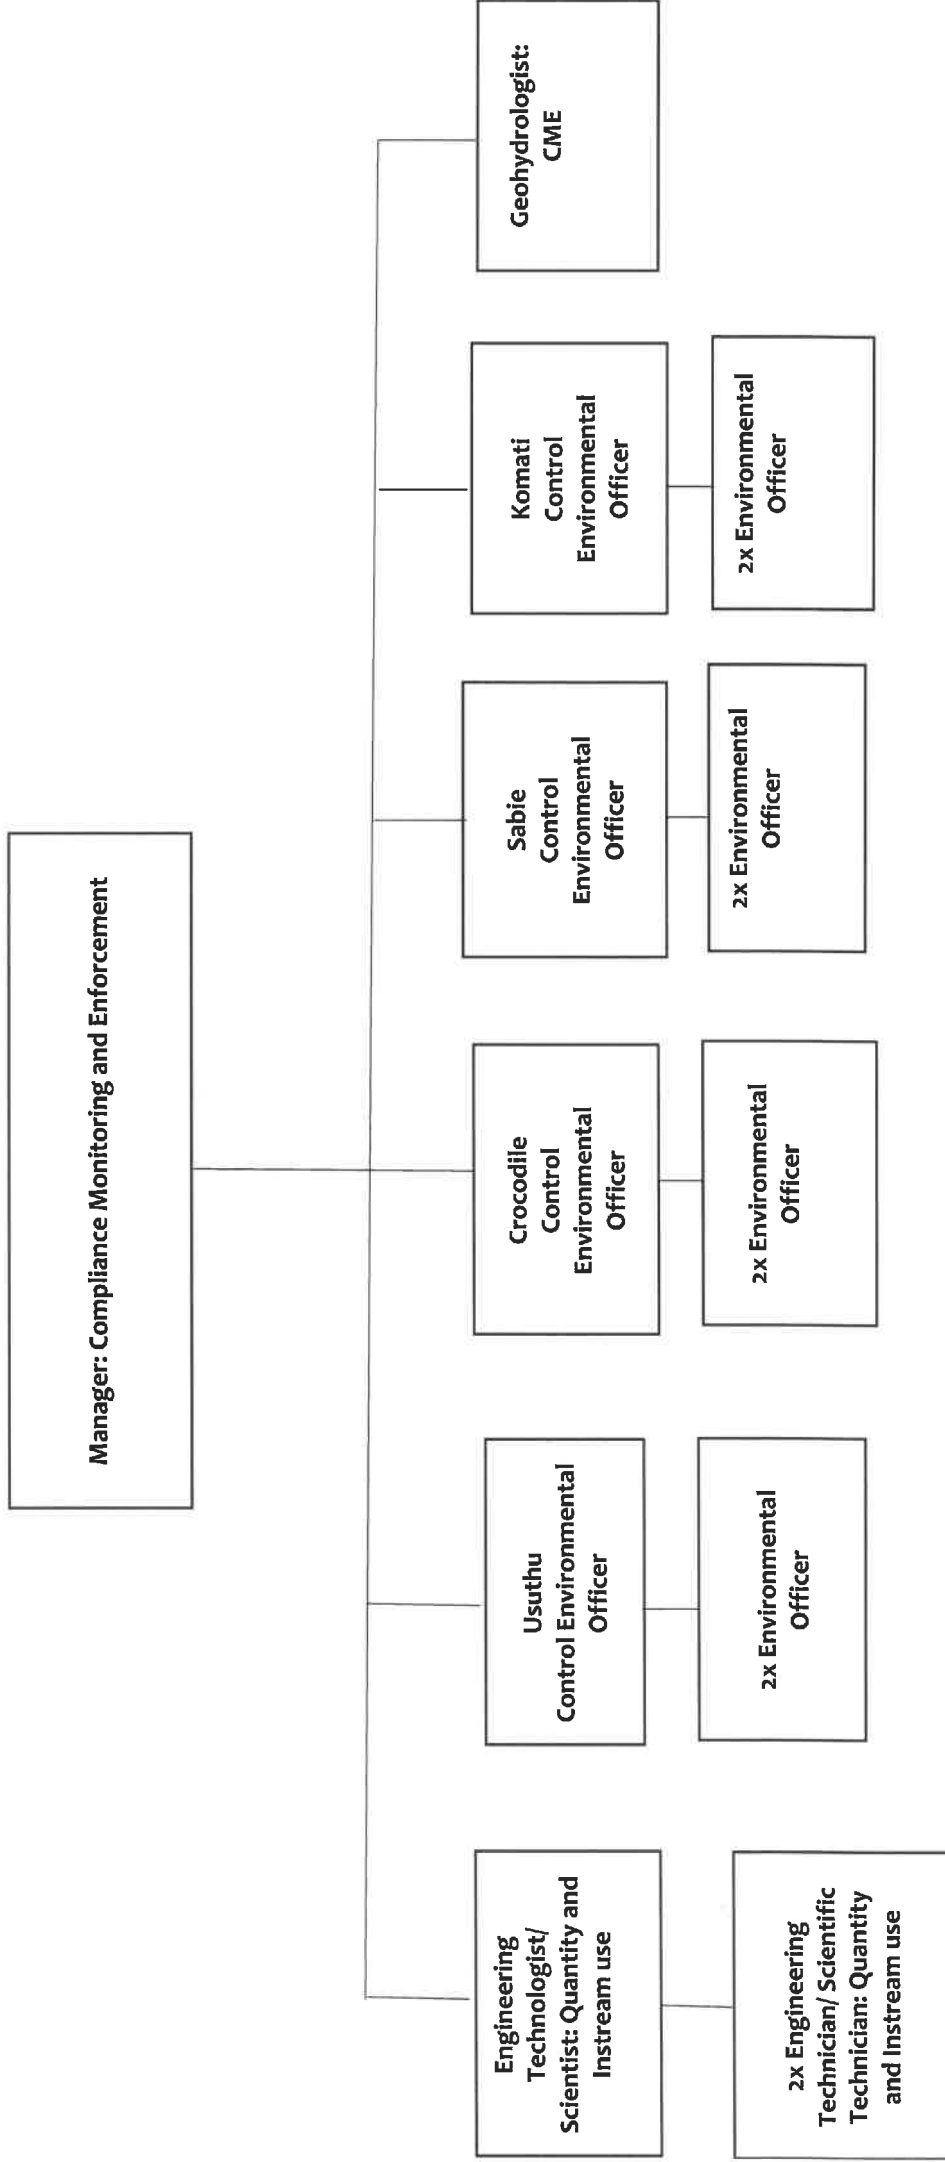 Manager: Compliance Monitoring and Enforcement
Engineering
Technologist/
Scientist: Quantity and
Instream use
Usuthu
Control Environmental
Officer
Crocodile
Control
Environmental
Officer
Sabie
Control
Environmental
Officer
Komati
Control
Environmental
Officer
Geohydrologist:
CME
2x Engineering
Technician/ Scientific
Technician: Quantity
and Instream use
2x Environmental
Officer
2x Environmental
Officer
2x Environmental
Officer
2x Environmental
Officer